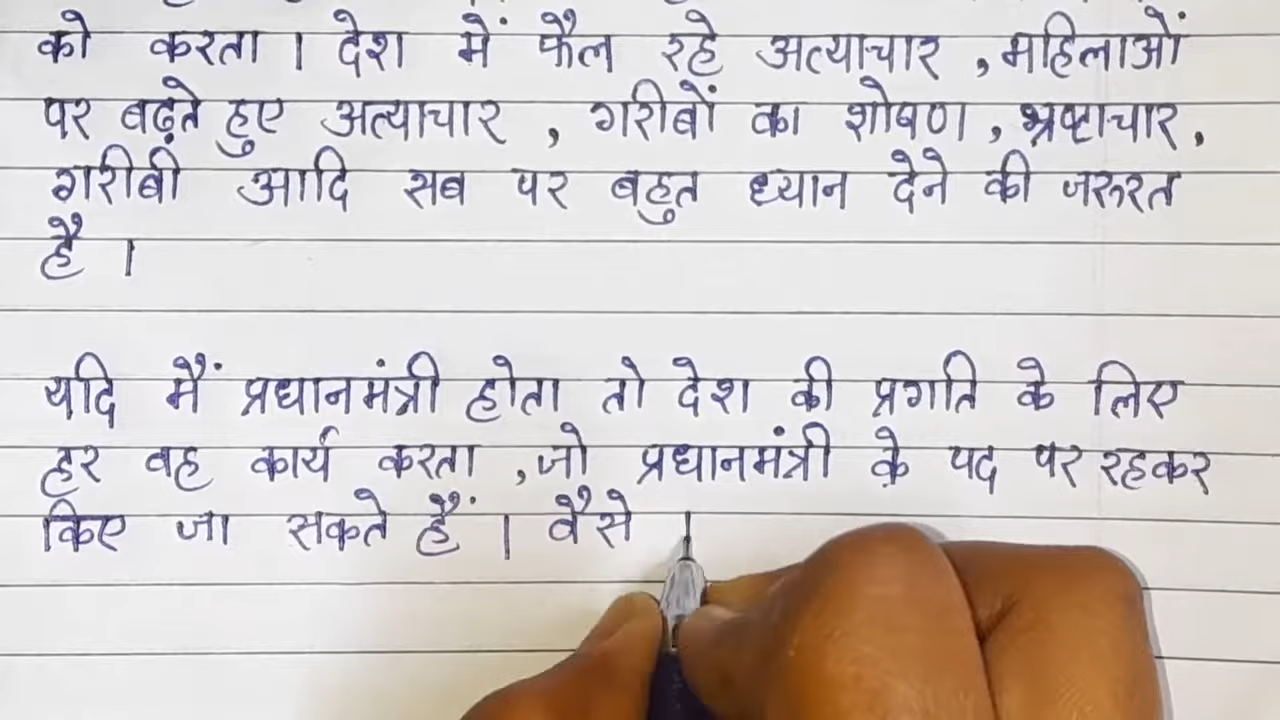 को करता । देश में फैल रहे अत्याचार , महिलाओं
पर बढ़ते हुए अत्याचार , गरीबों का शोषण , भ्रष्टाचार ,
गरीबी आदि सब पर बहुत ध्यान देने की जरुरत
है ।
यदि मैं प्रधानमंत्री होता तो देश की प्रगति के लिए
हर वह कार्य करता , जो प्रधानमंत्री के पद पर रहकर
किए जा सकते हैं । वैसे